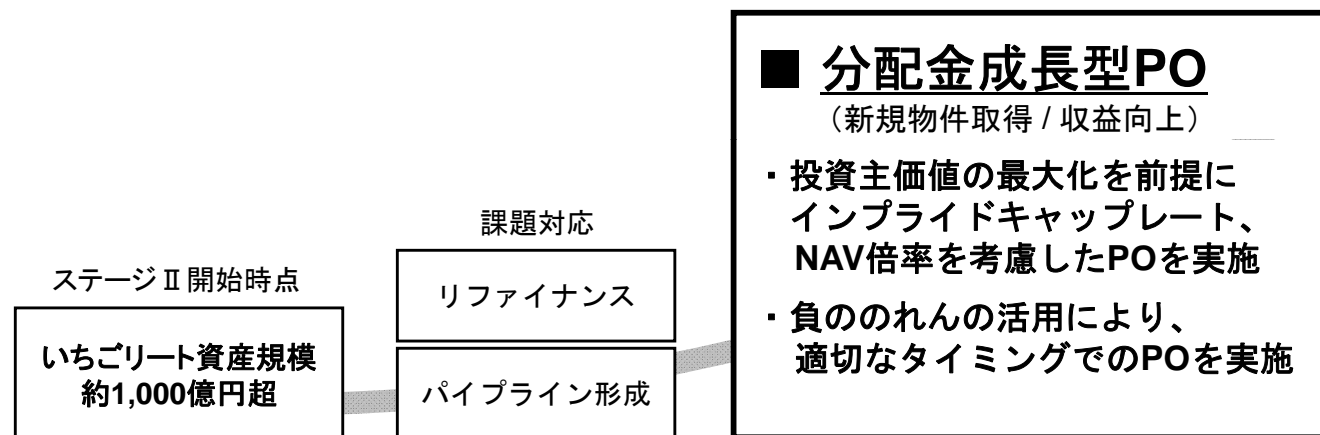 ステージⅡ開始時点
いちごリート資産規模
約1,000億円超
課題対応
リファイナンス
パイプライン形成
■ 分配金成長型PO
（新規物件取得 / 収益向上）
・投資主価値の最大化を前提に
インプライドキャップレート、
NAV倍率を考慮したPOを実施
・負ののれんの活用により、
適切なタイミングでのPOを実施